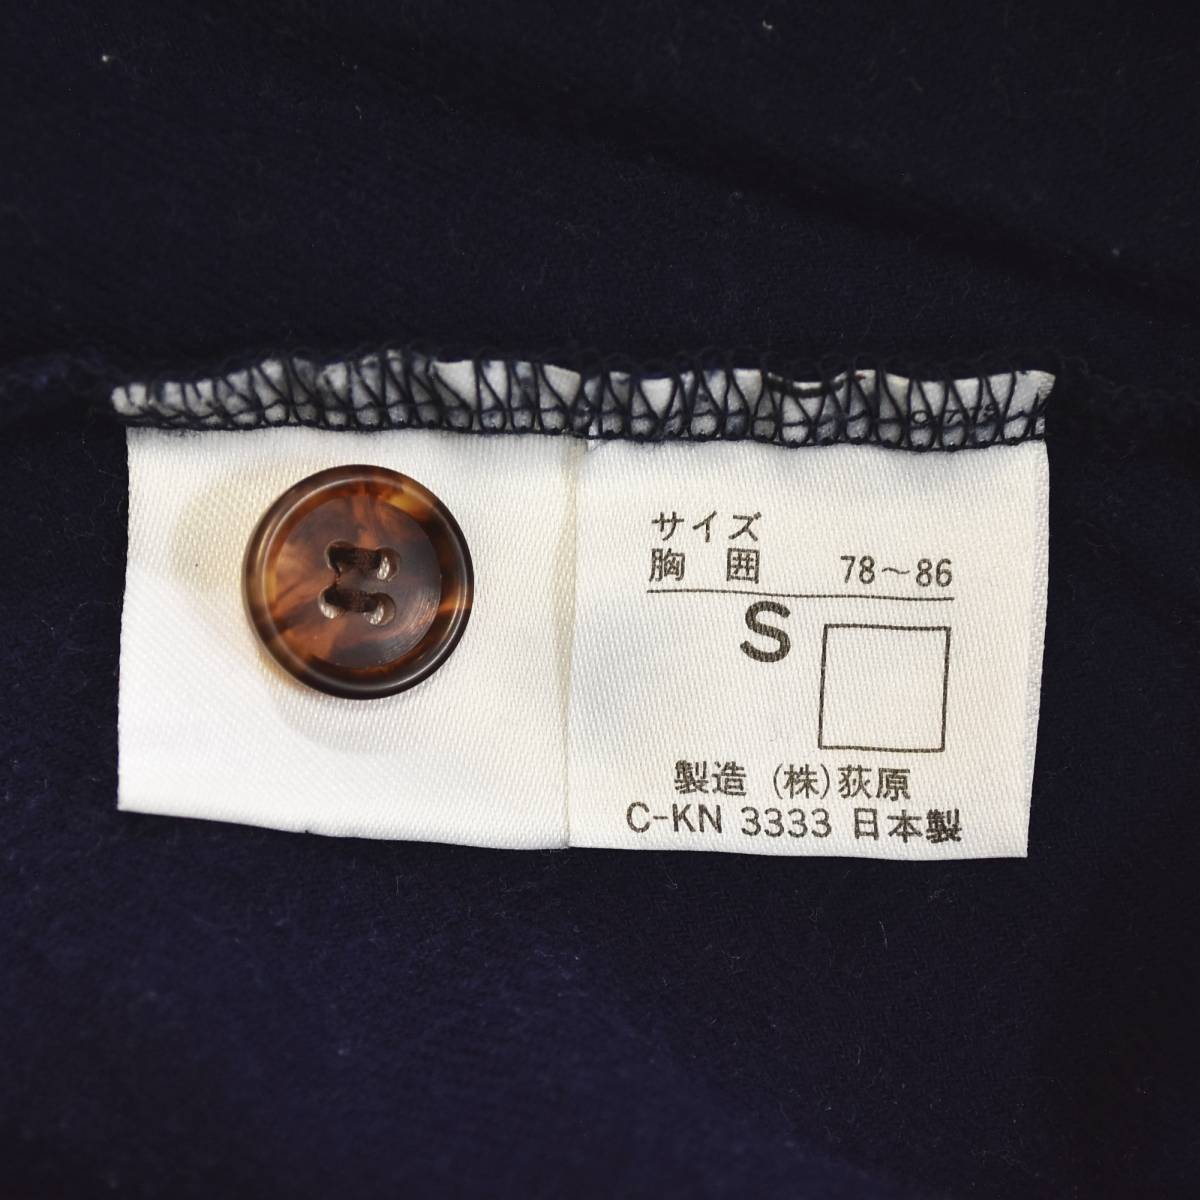 サイズ
胸 囲 78～86
S
製造 (株)荻原
C-KN 3333 日本製